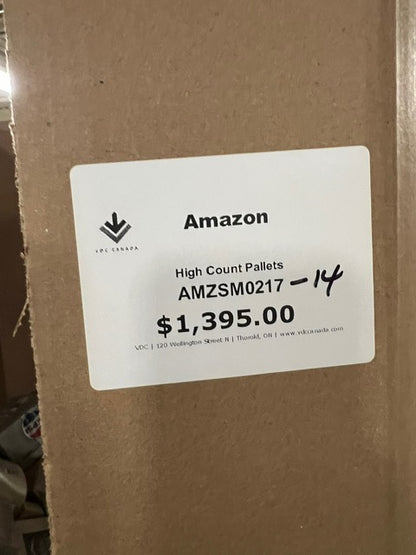 Amazon
VDC CANADA
High Count Pallets
AMZSM0217 -14
$1,395.00
VDC | 120 Wellington Street N | Thorold, ON | www.vdccanada.com